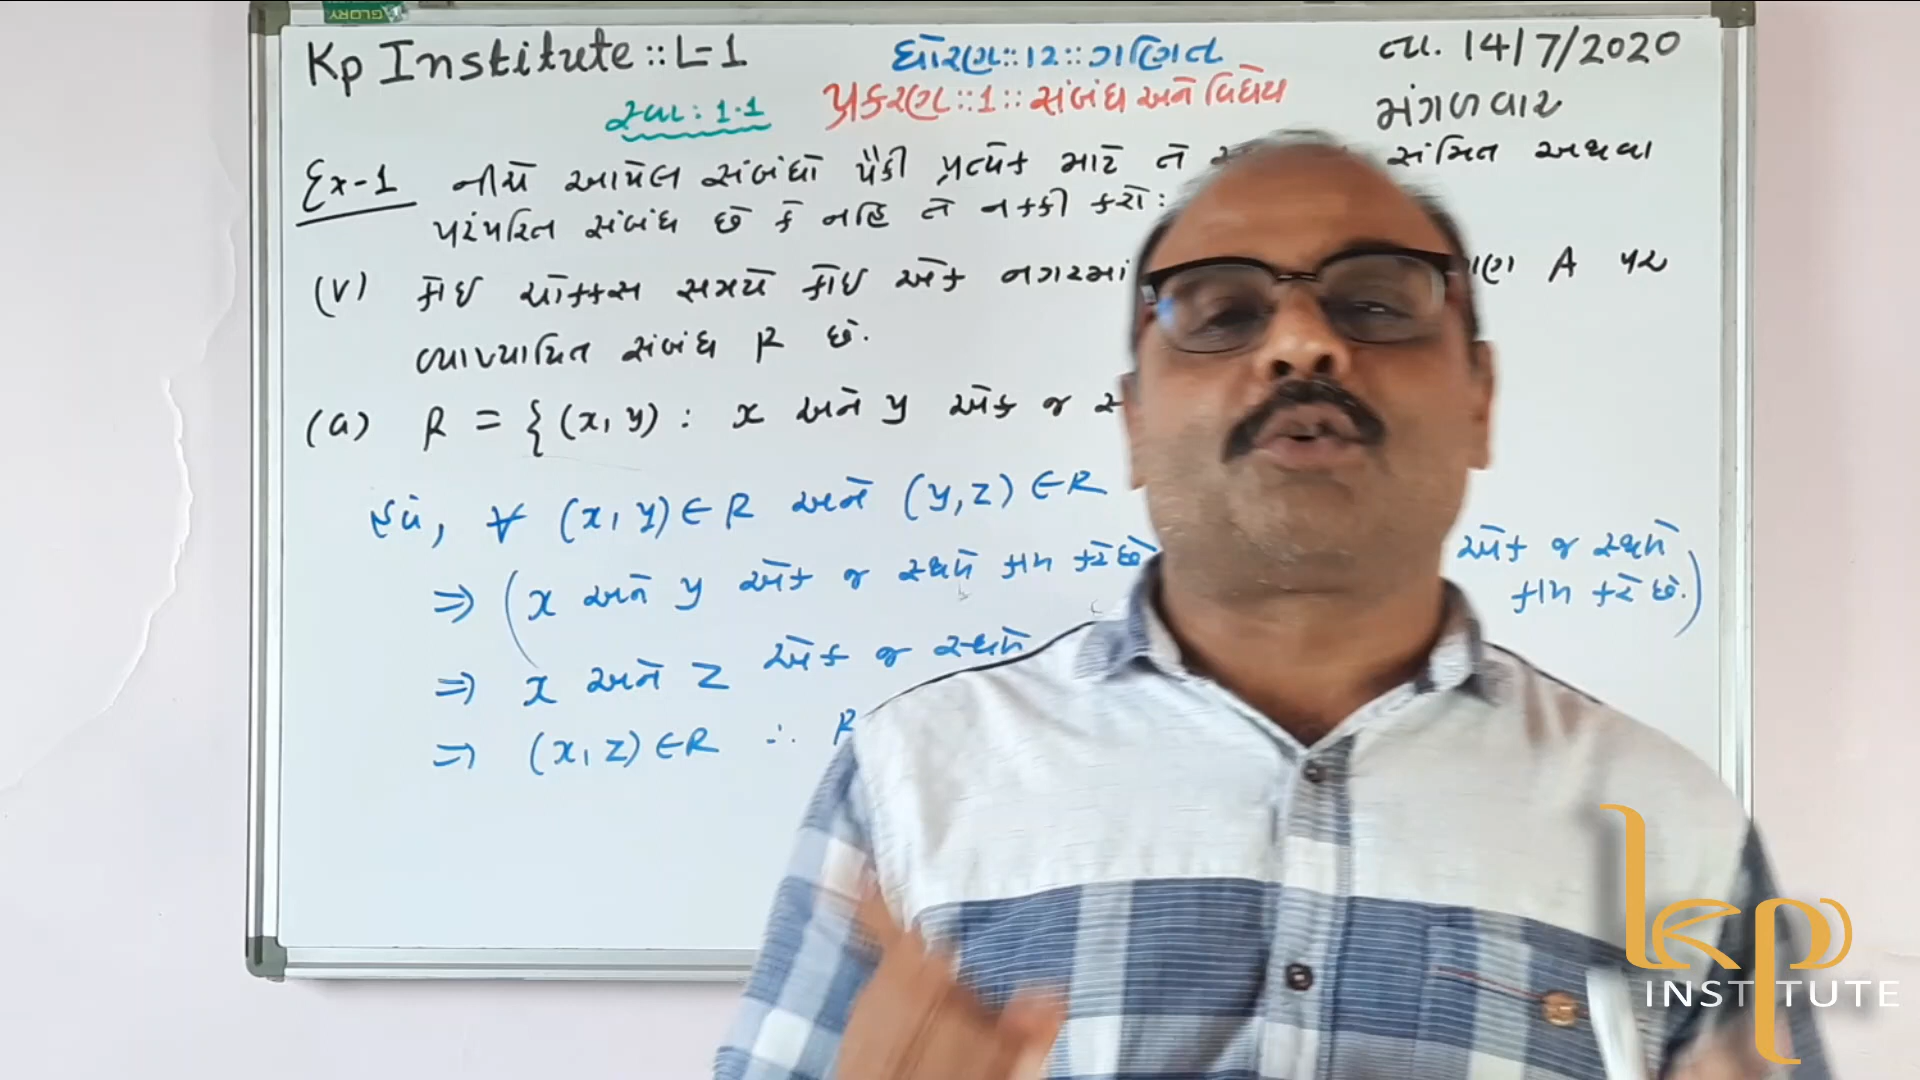 Kp Institute :: L-1
ધોરણ::12::ગણિત
તા. 14/7/2020
મંગળવાર
સ્વા: 1.1
પ્રકરણ::1::સંબંધ અને વિધેય
Ex-1 નીચે આપેલ સંબંધો પૈકી પ્રત્યેક માટે તે સંમિત અથવા
પરંપરિત સંબંધ છે કે નહિ તે નક્કી કરો:
(V) કોઈ ચોક્કસ સમયે કોઈ એક નગરમાં A પર
વ્યાખ્યાયિત સંબંધ R છે.
(a) R = {(x, y) : x અને y એક જ
હવે, ∀ (x, y) ∈ R અને (y, z) ∈ R
⇒ (x અને y એક જ સ્થળે કામ કરે છે એક જ સ્થળે
કામ કરે છે.)
⇒ x અને z એક જ સ્થળે
⇒ (x, z) ∈ R ∴ R
GLORY
kp
INSTITUTE